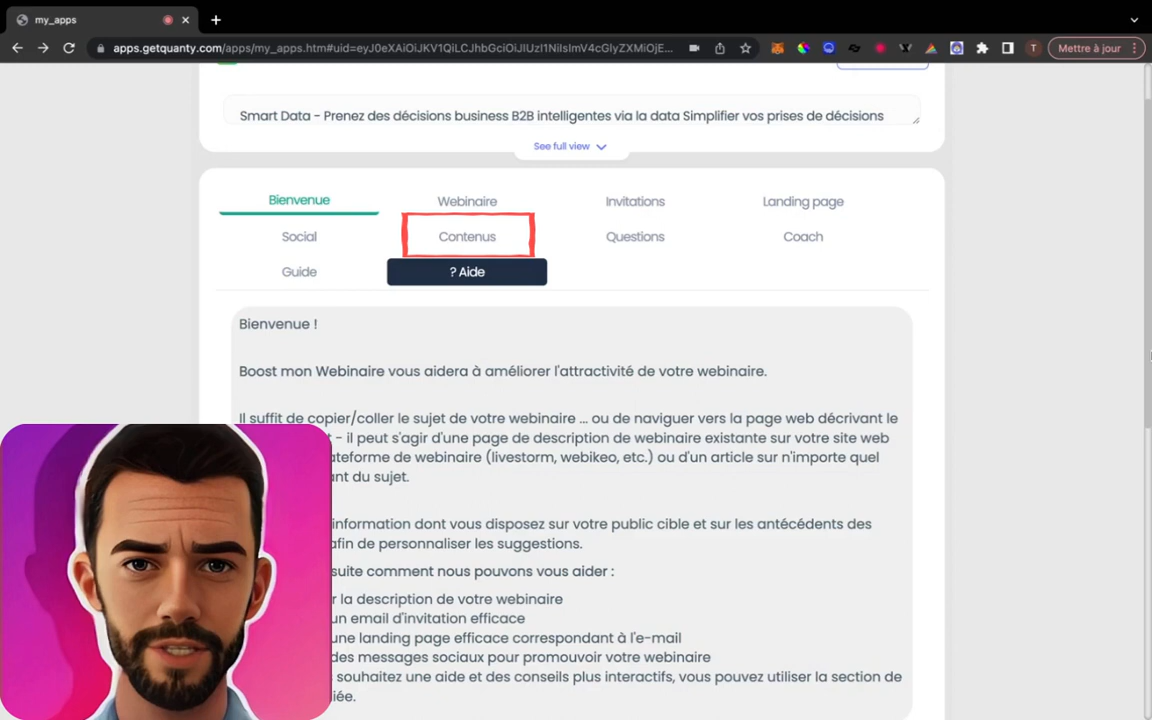 my_apps
apps.getquanty.com/apps/my_apps.htm#uid=eyJ0eXAiOiJKV1QiLCJhbGciOiJIUzI1NiIsImV4cGlyZXMiOjE...
T
Mettre à jour
Smart Data - Prenez des décisions business B2B intelligentes via la data Simplifier vos prises de décisions
See full view
Bienvenue Webinaire Invitations Landing page
Social Contenus Questions Coach
Guide ? Aide
Bienvenue !
Boost mon Webinaire vous aidera à améliorer l'attractivité de votre webinaire.
Il suffit de copier/coller le sujet de votre webinaire ... ou de naviguer vers la page web décrivant le
- il peut s'agir d'une page de description de webinaire existante sur votre site web
ateforme de webinaire (livestorm, webikeo, etc.) ou d'un article sur n'importe quel
nt du sujet.
information dont vous disposez sur votre public cible et sur les antécédents des
afin de personnaliser les suggestions.
suite comment nous pouvons vous aider :
r la description de votre webinaire
un email d'invitation efficace
une landing page efficace correspondant à l'e-mail
des messages sociaux pour promouvoir votre webinaire
souhaitez une aide et des conseils plus interactifs, vous pouvez utiliser la section de
iée.